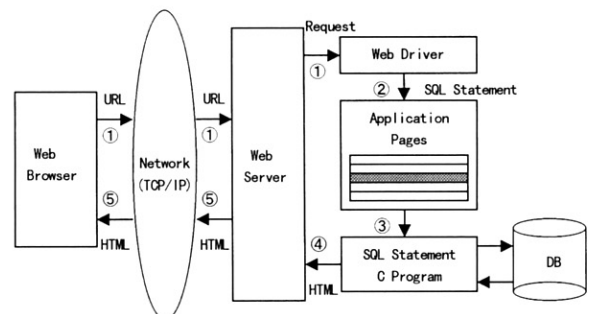 Request
①
Web Driver
②
SQL Statement
Application
Pages
③
SQL Statement
C Program
DB
④
HTML
Web
Server
URL
①
⑤
HTML
Network
(TCP/IP)
URL
①
⑤
HTML
Web
Browser